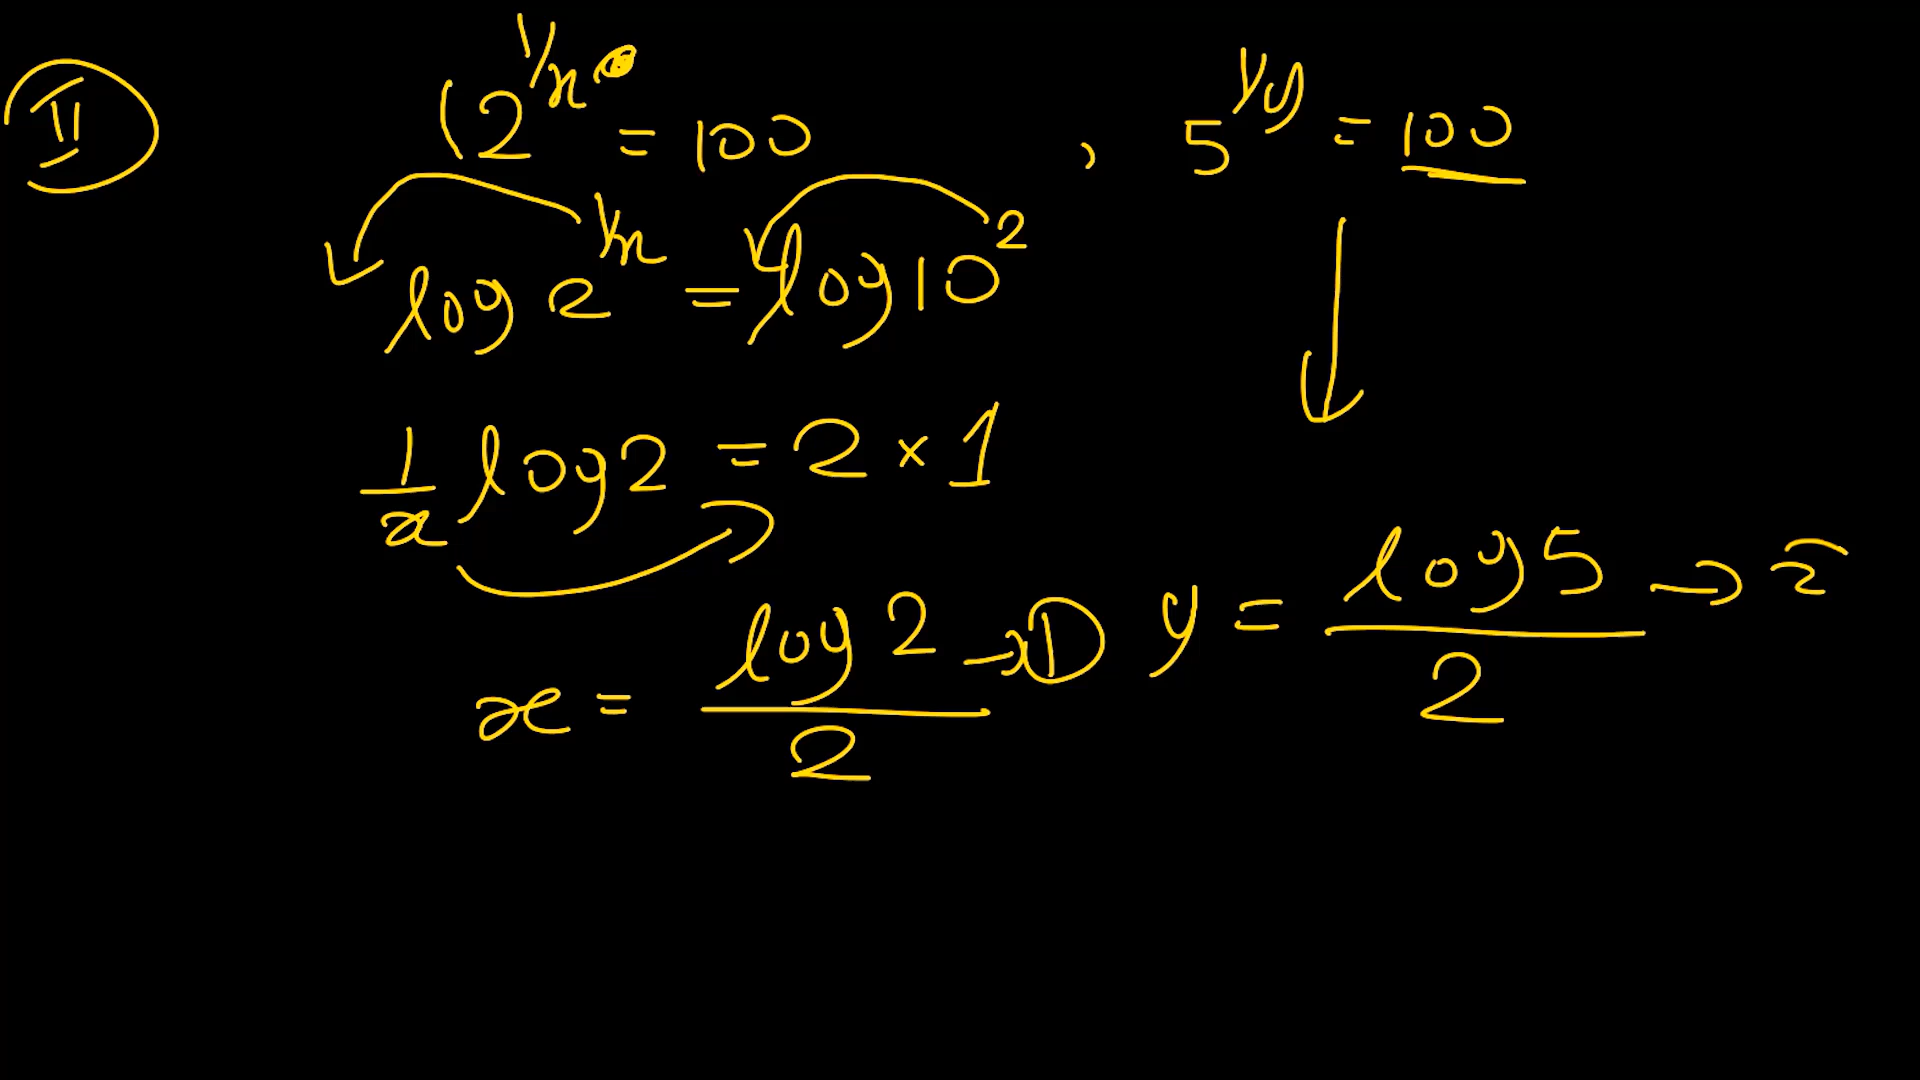 II
(2^{1/x} = 100 , 5^{1/y} = 100
log 2^{1/x} = log 10^2
1/x log 2 = 2 × 1
x = log 2 / 2 → ①
y = log 5 / 2 → 2